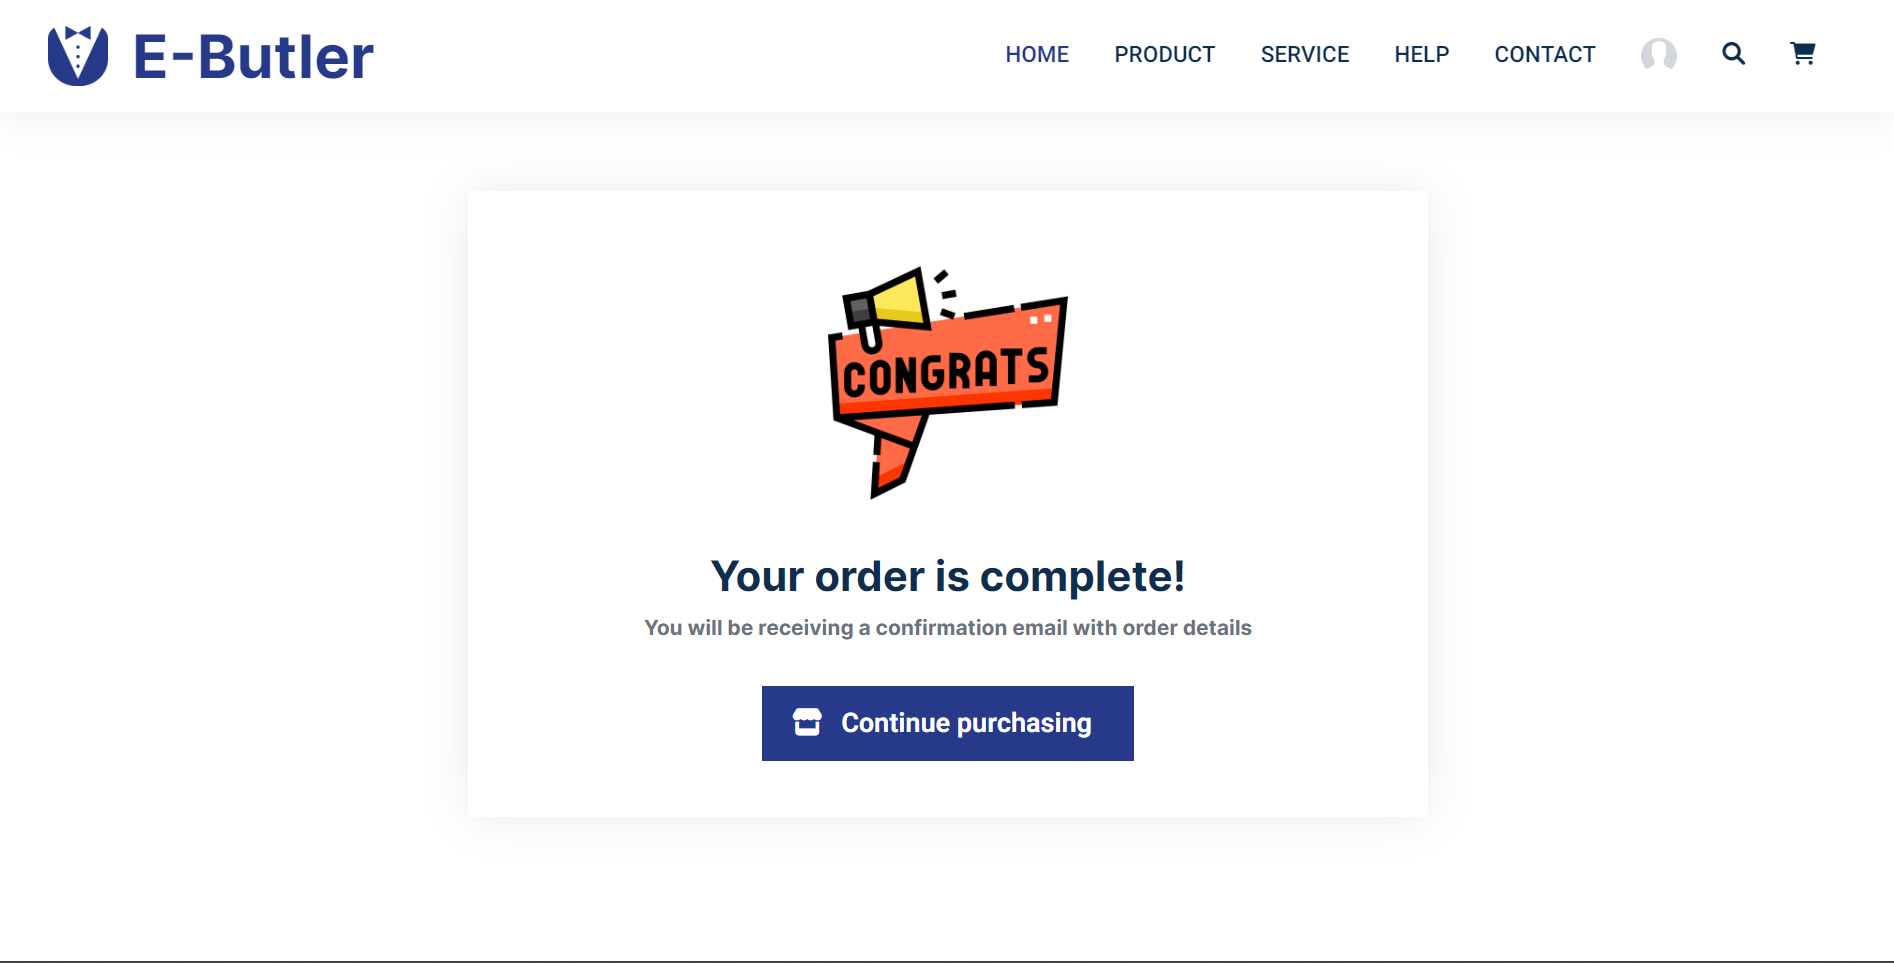 E-Butler
HOME PRODUCT SERVICE HELP CONTACT
CONGRATS
Your order is complete!
You will be receiving a confirmation email with order details
Continue purchasing